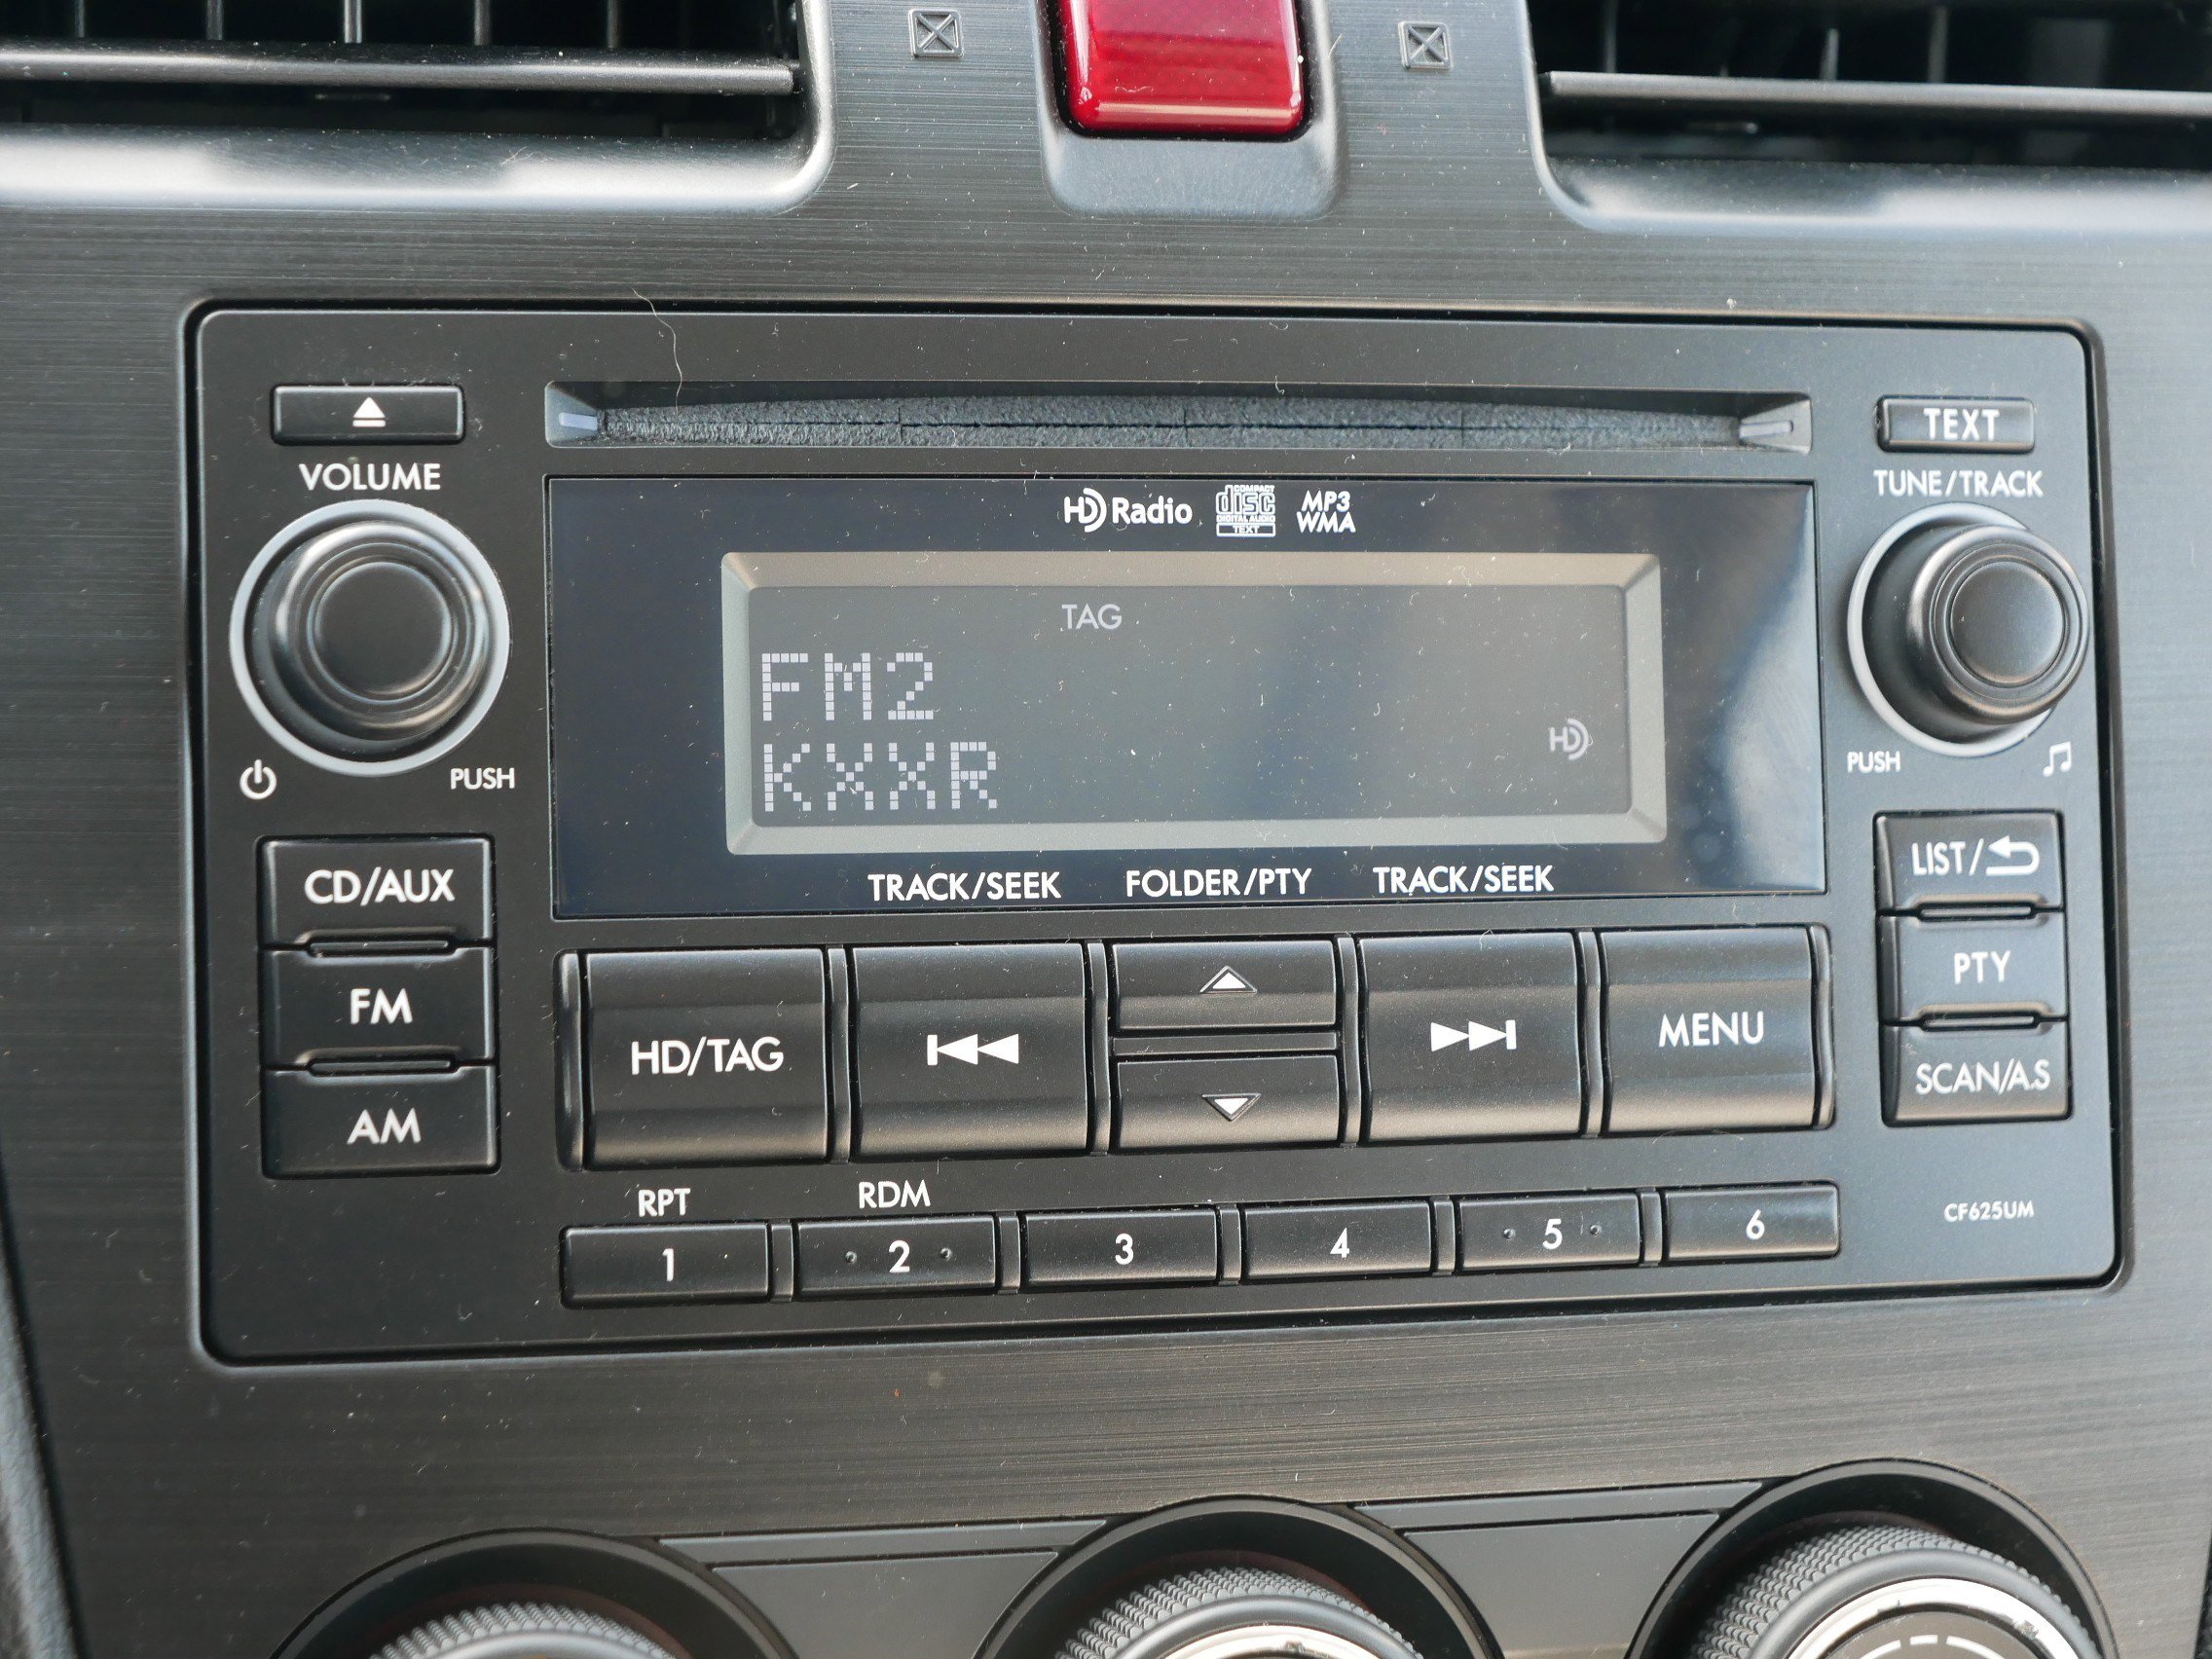 TEXT
VOLUME
TUNE/TRACK
HD Radio
COMPACT
disc
DIGITAL AUDIO
TEXT
MP3
WMA
TAG
FM2
KXXR
HD
PUSH
PUSH
TRACK/SEEK FOLDER/PTY TRACK/SEEK
CD/AUX
FM
AM
HD/TAG
MENU
LIST/
PTY
SCAN/A.S
RPT RDM
1 2 3 4 5 6
CF625UM